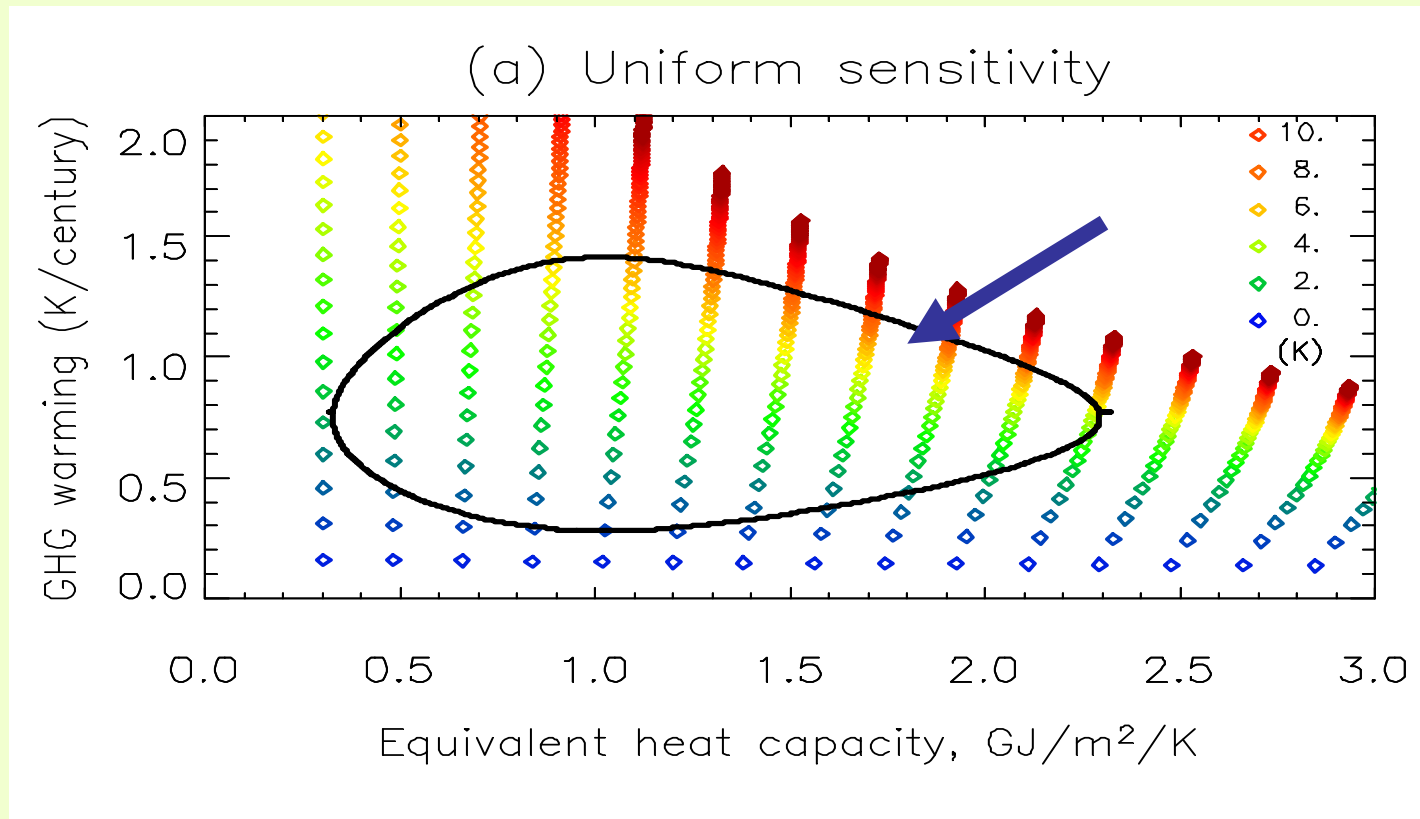 (a) Uniform sensitivity
GHG warming (K/century)
2.0
1.5
1.0
0.5
0.0
10.
8.
6.
4.
2.
0.
(K)
0.0 0.5 1.0 1.5 2.0 2.5 3.0
Equivalent heat capacity, GJ/m²/K